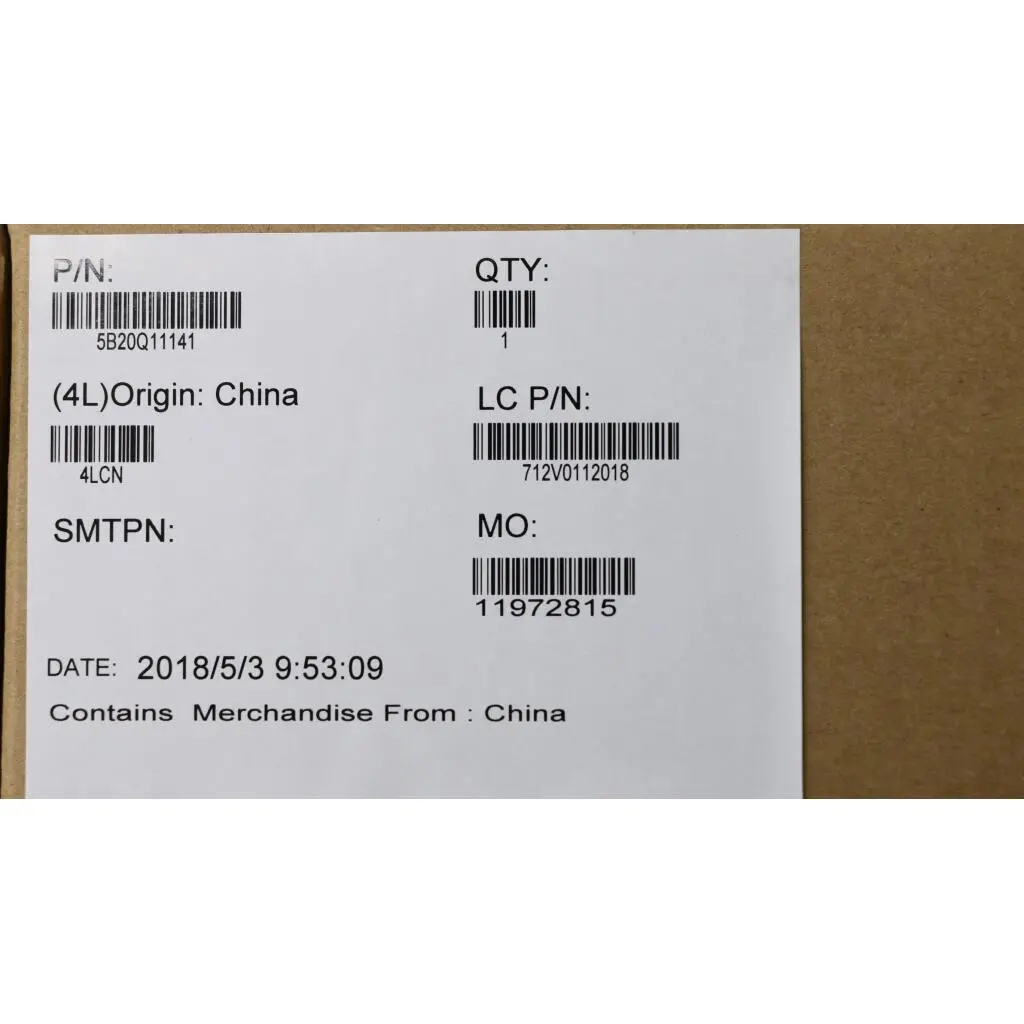 P/N:
5B20Q11141
QTY:
1
(4L)Origin: China
4LCN
LC P/N:
712V0112018
SMTPN:
MO:
11972815
DATE: 2018/5/3 9:53:09
Contains Merchandise From : China